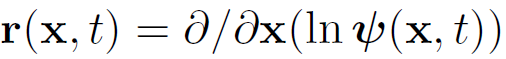 𝐫(𝐱, t) = ∂/∂𝐱(ln 𝛙(𝐱, t))